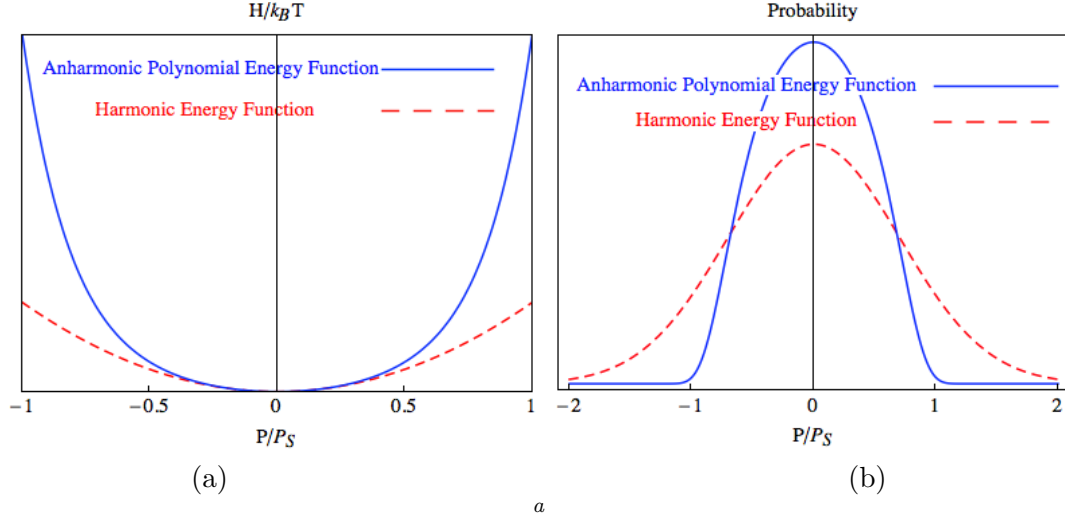 H/k_B T
Anharmonic Polynomial Energy Function
Harmonic Energy Function
−1
−0.5
0
0.5
1
P/P_S
(a)
Probability
Anharmonic Polynomial Energy Function
Harmonic Energy Function
−2
−1
0
1
2
P/P_S
(b)
a